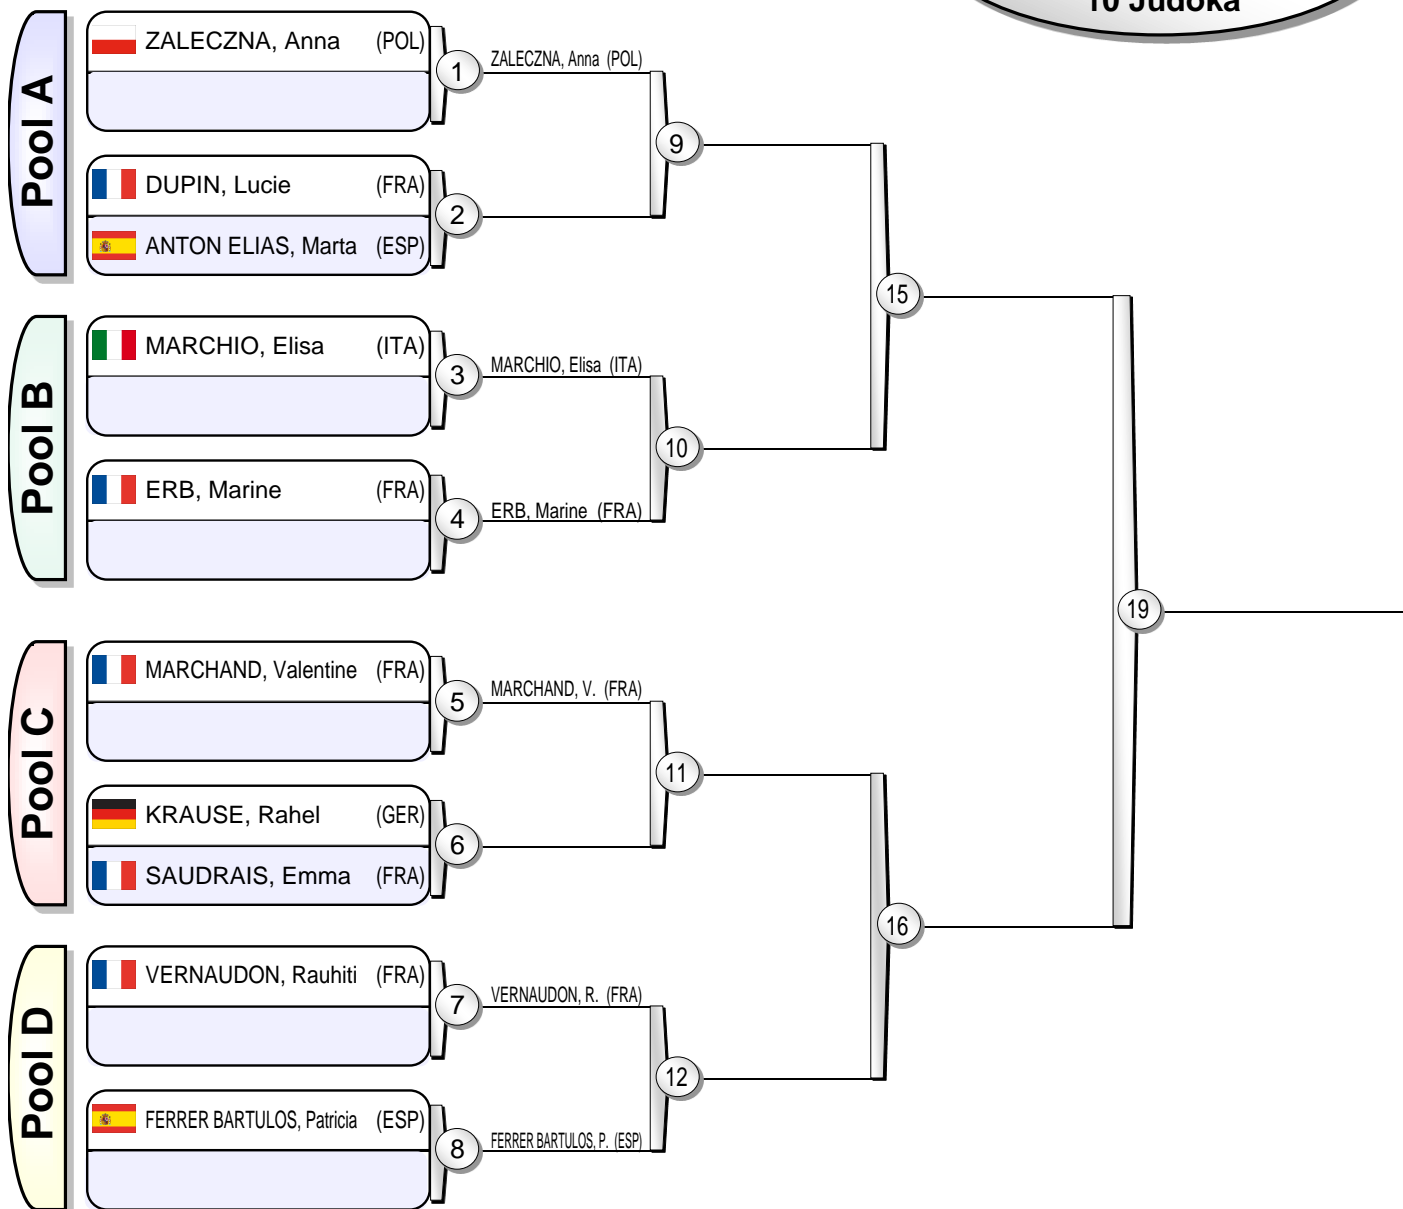 10 Judoka
Pool A
ZALECZNA, Anna (POL)
1
ZALECZNA, Anna (POL)
9
DUPIN, Lucie (FRA)
2
ANTON ELIAS, Marta (ESP)
15
Pool B
MARCHIO, Elisa (ITA)
3
MARCHIO, Elisa (ITA)
10
ERB, Marine (FRA)
4
ERB, Marine (FRA)
19
Pool C
MARCHAND, Valentine (FRA)
5
MARCHAND, V. (FRA)
11
KRAUSE, Rahel (GER)
6
SAUDRAIS, Emma (FRA)
16
Pool D
VERNAUDON, Rauhiti (FRA)
7
VERNAUDON, R. (FRA)
12
FERRER BARTULOS, Patricia (ESP)
8
FERRER BARTULOS, P. (ESP)